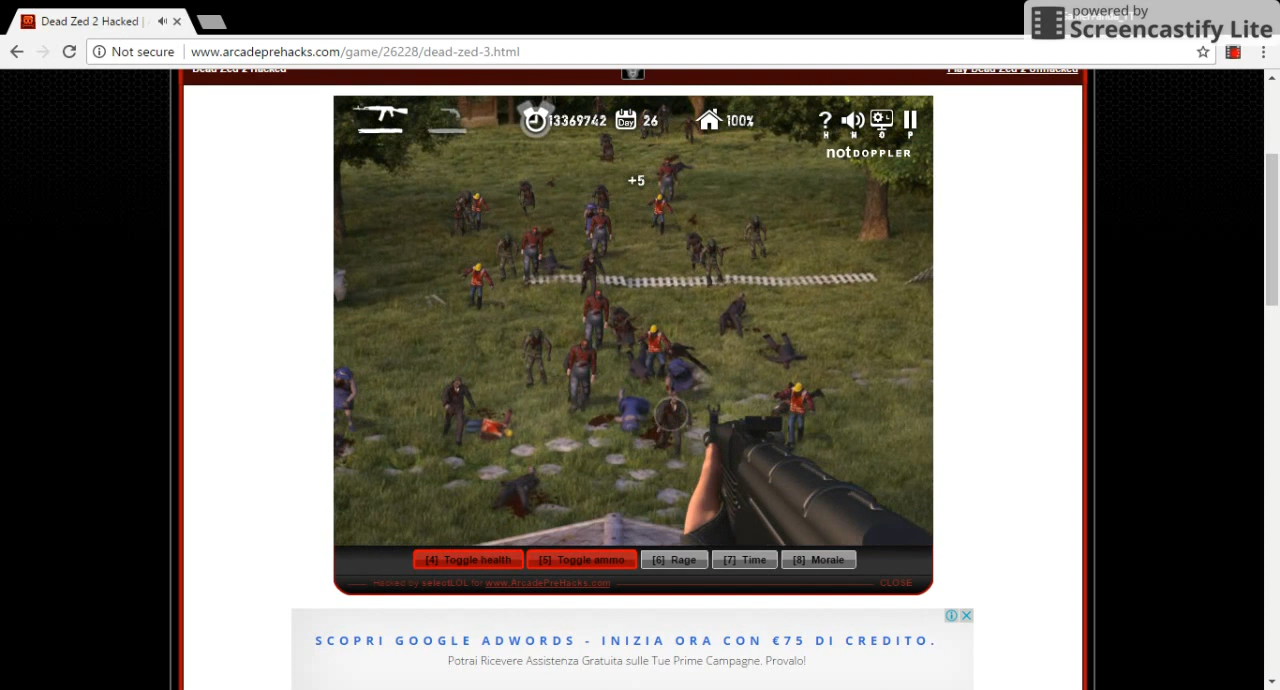 powered by
Screencastify Lite
Dead Zed 2 Hacked |
Not secure
www.arcadeprehacks.com/game/26228/dead-zed-3.html
Dead Zed 2 Hacked
Play Dead Zed 2 Unhacked
13369742
Day
26
100%
?
H
M
O
P
notDOPPLER
+5
[4] Toggle health
[5] Toggle ammo
[6] Rage
[7] Time
[8] Morale
Hacked by selectLOL for www.ArcadePreHacks.com
CLOSE
SCOPRI GOOGLE ADWORDS - INIZIA ORA CON €75 DI CREDITO.
Potrai Ricevere Assistenza Gratuita sulle Tue Prime Campagne. Provalo!